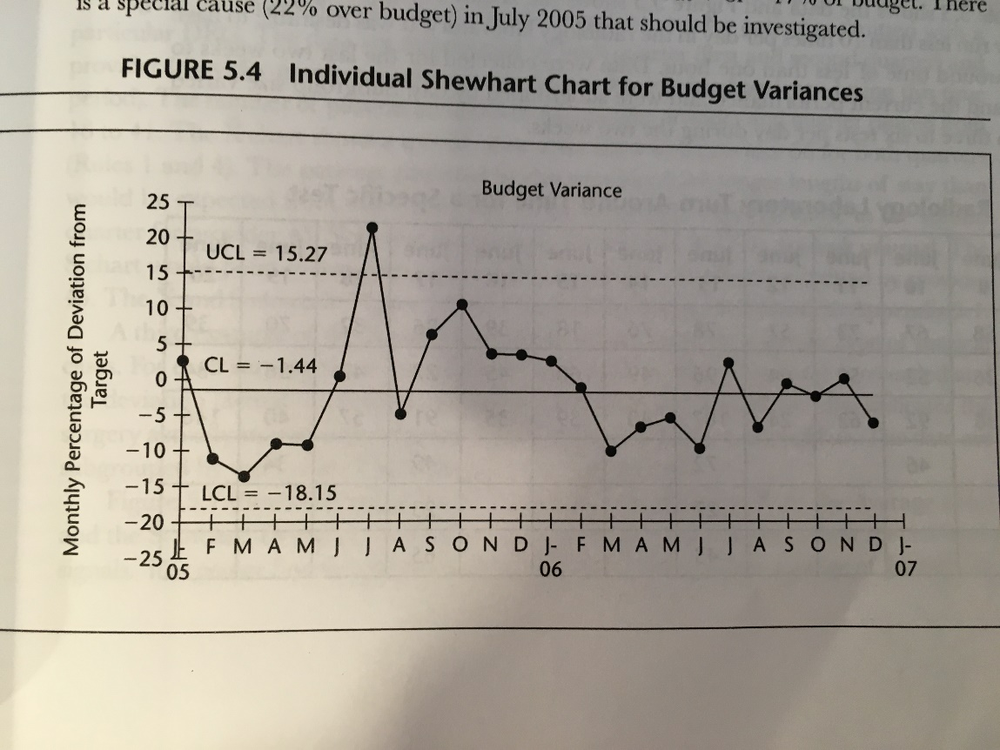 is a special cause (22% over budget) in July 2005 that should be investigated.
FIGURE 5.4 Individual Shewhart Chart for Budget Variances
Budget Variance
Monthly Percentage of Deviation from
Target
25
20
UCL = 15.27
15
10
5
CL = −1.44
0
−5
−10
−15
LCL = −18.15
−20
−25
J- F M A M J J A S O N D J- F M A M J J A S O N D J-
05 06 07